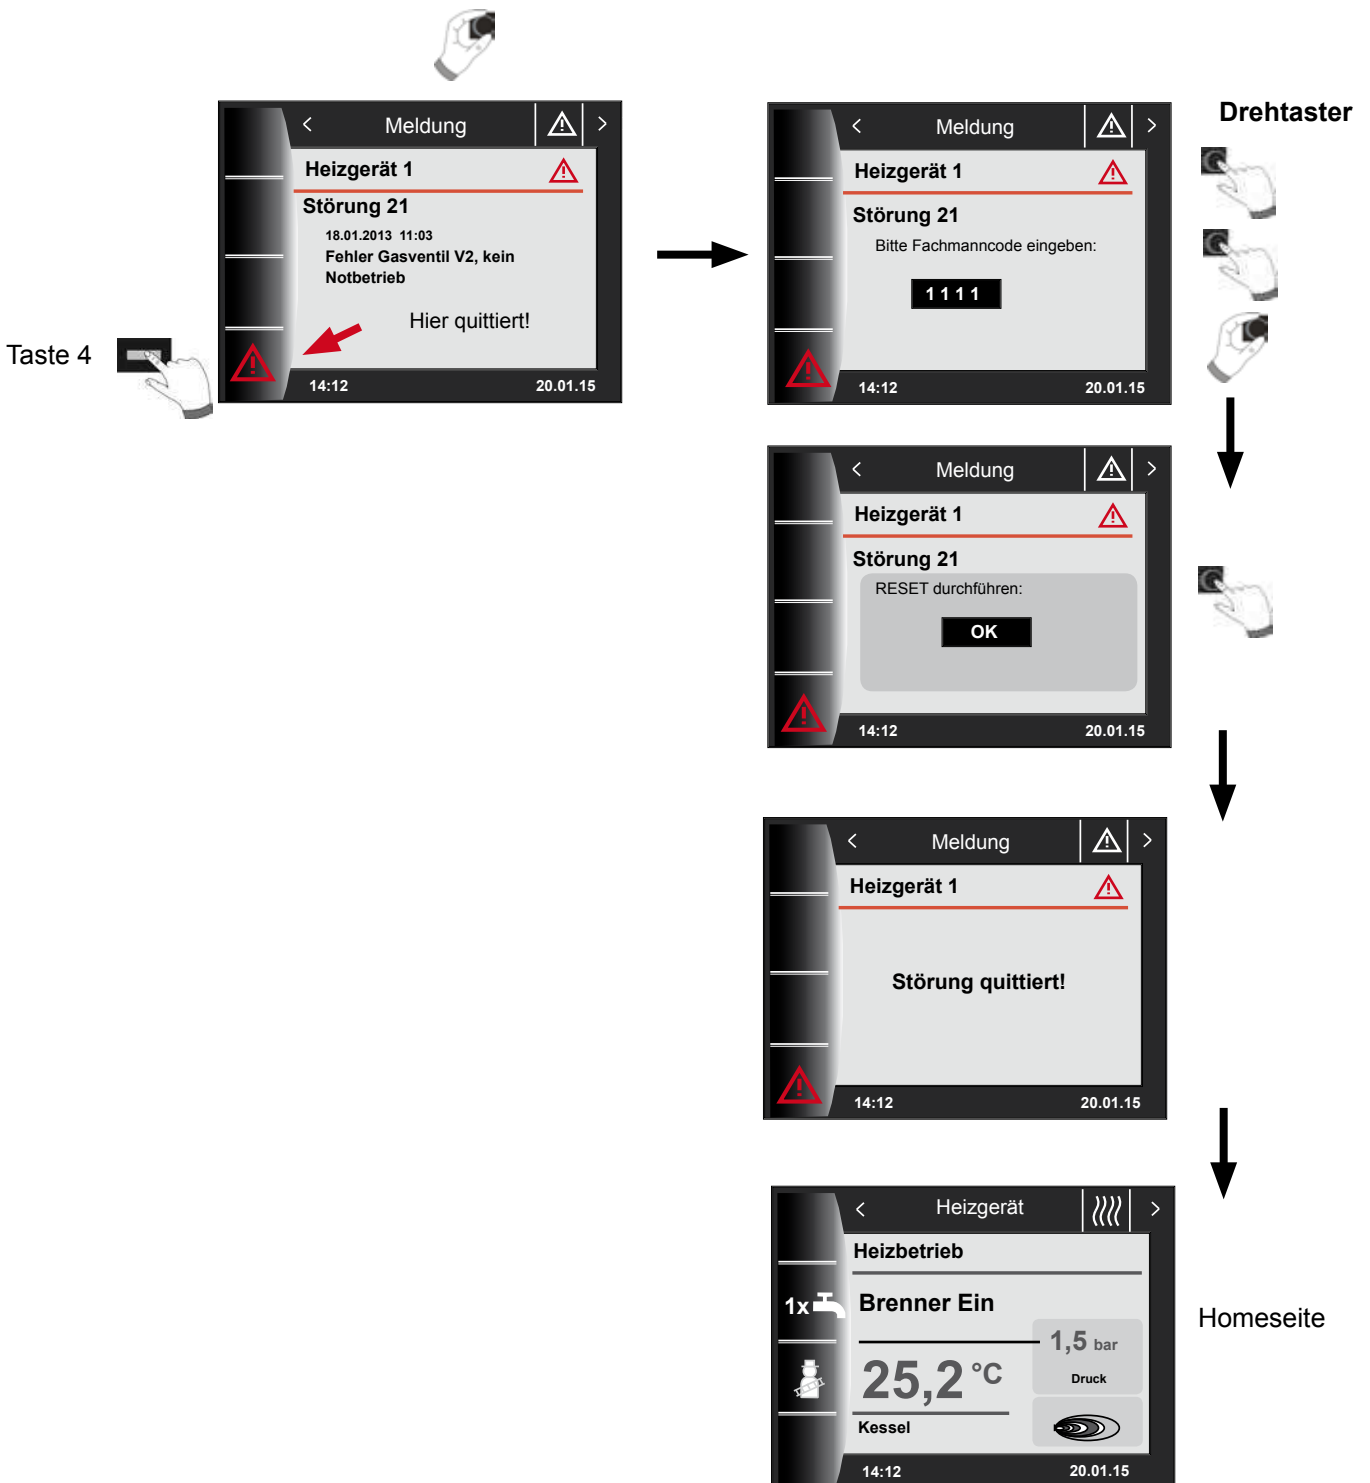 Meldung
Heizgerät 1
Störung 21
18.01.2013 11:03
Fehler Gasventil V2, kein
Notbetrieb
Hier quittiert!
14:12 20.01.15
Taste 4
Drehtaster
Meldung
Heizgerät 1
Störung 21
Bitte Fachmanncode eingeben:
1 1 1 1
14:12 20.01.15
Meldung
Heizgerät 1
Störung 21
RESET durchführen:
OK
14:12 20.01.15
Meldung
Heizgerät 1
Störung quittiert!
14:12 20.01.15
Heizgerät
Heizbetrieb
1x
Brenner Ein
1,5 bar
Druck
25,2 °C
Kessel
14:12 20.01.15
Homeseite